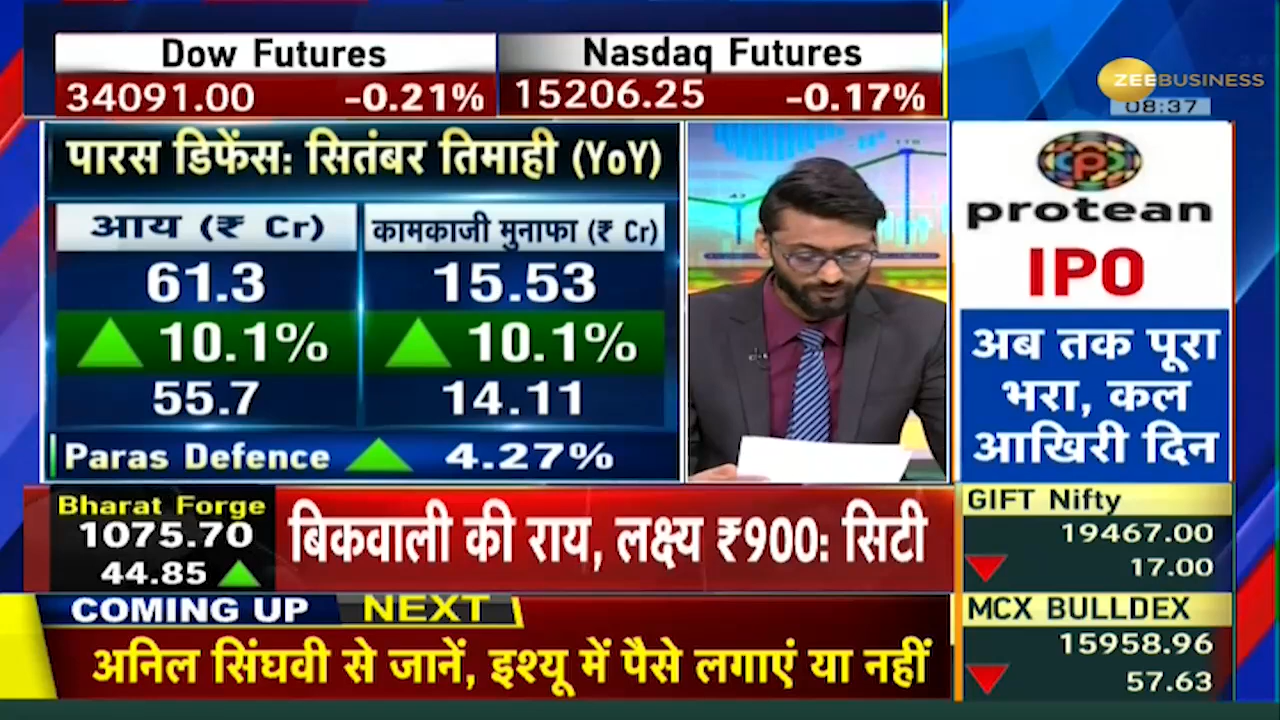 Dow Futures
34091.00 -0.21%
Nasdaq Futures
15206.25 -0.17%
ZEEBUSINESS
08:37
पारस डिफेंस: सितंबर तिमाही (YoY)
आय (₹ Cr) कामकाजी मुनाफा (₹ Cr)
61.3 15.53
10.1% 10.1%
55.7 14.11
Paras Defence 4.27%
protean
IPO
अब तक पूरा
भरा, कल
आखिरी दिन
Bharat Forge
1075.70
44.85
बिकवाली की राय, लक्ष्य ₹900: सिटी
GIFT Nifty
19467.00
17.00
COMING UP NEXT
अनिल सिंघवी से जानें, इश्यू में पैसे लगाएं या नहीं
MCX BULLDEX
15958.96
57.63